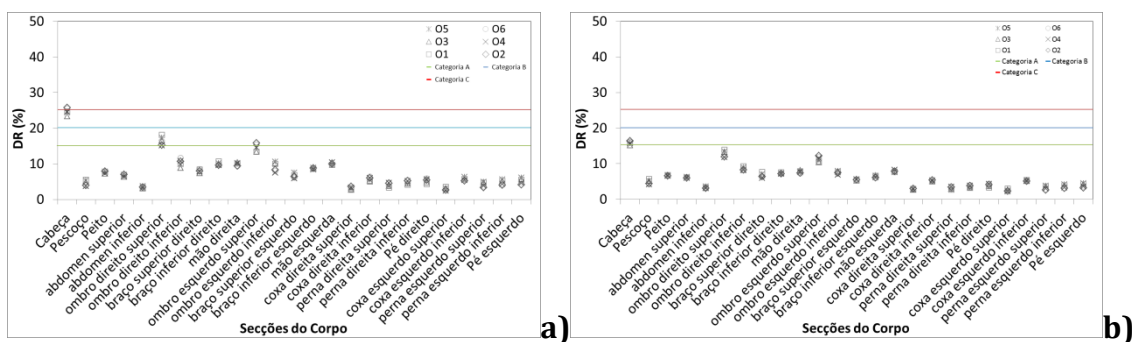 50
40
30
20
10
0
DR (%)
O5 O6
O3 O4
O1 O2
Categoria A Categoria B
Categoria C
Cabeça
Pescoço
Peito
abdomen superior
abdomen inferior
ombro direito superior
ombro direito inferior
braço superior direito
braço inferior direito
mão direita
ombro esquerdo superior
ombro esquerdo inferior
braço superior esquerdo
braço inferior esquerdo
mão esquerda
coxa direita superior
coxa direita inferior
perna direita superior
perna direita inferior
Pé direito
coxa esquerdo superior
coxa esquerdo inferior
perna esquerdo superior
perna esquerdo inferior
Pé esquerdo
Secções do Corpo
a)
50
40
30
20
10
0
DR (%)
O5 O6
O3 O4
O1 O2
Categoria A Categoria B
Categoria C
Cabeça
Pescoço
Peito
abdomen superior
abdomen inferior
ombro direito superior
ombro direito inferior
braço superior direito
braço inferior direito
mão direita
ombro esquerdo superior
ombro esquerdo inferior
braço superior esquerdo
braço inferior esquerdo
mão esquerda
coxa direita superior
coxa direita inferior
perna direita superior
perna direita inferior
Pé direito
coxa esquerdo superior
coxa esquerdo inferior
perna esquerdo superior
perna esquerdo inferior
Pé esquerdo
Secções do Corpo
b)